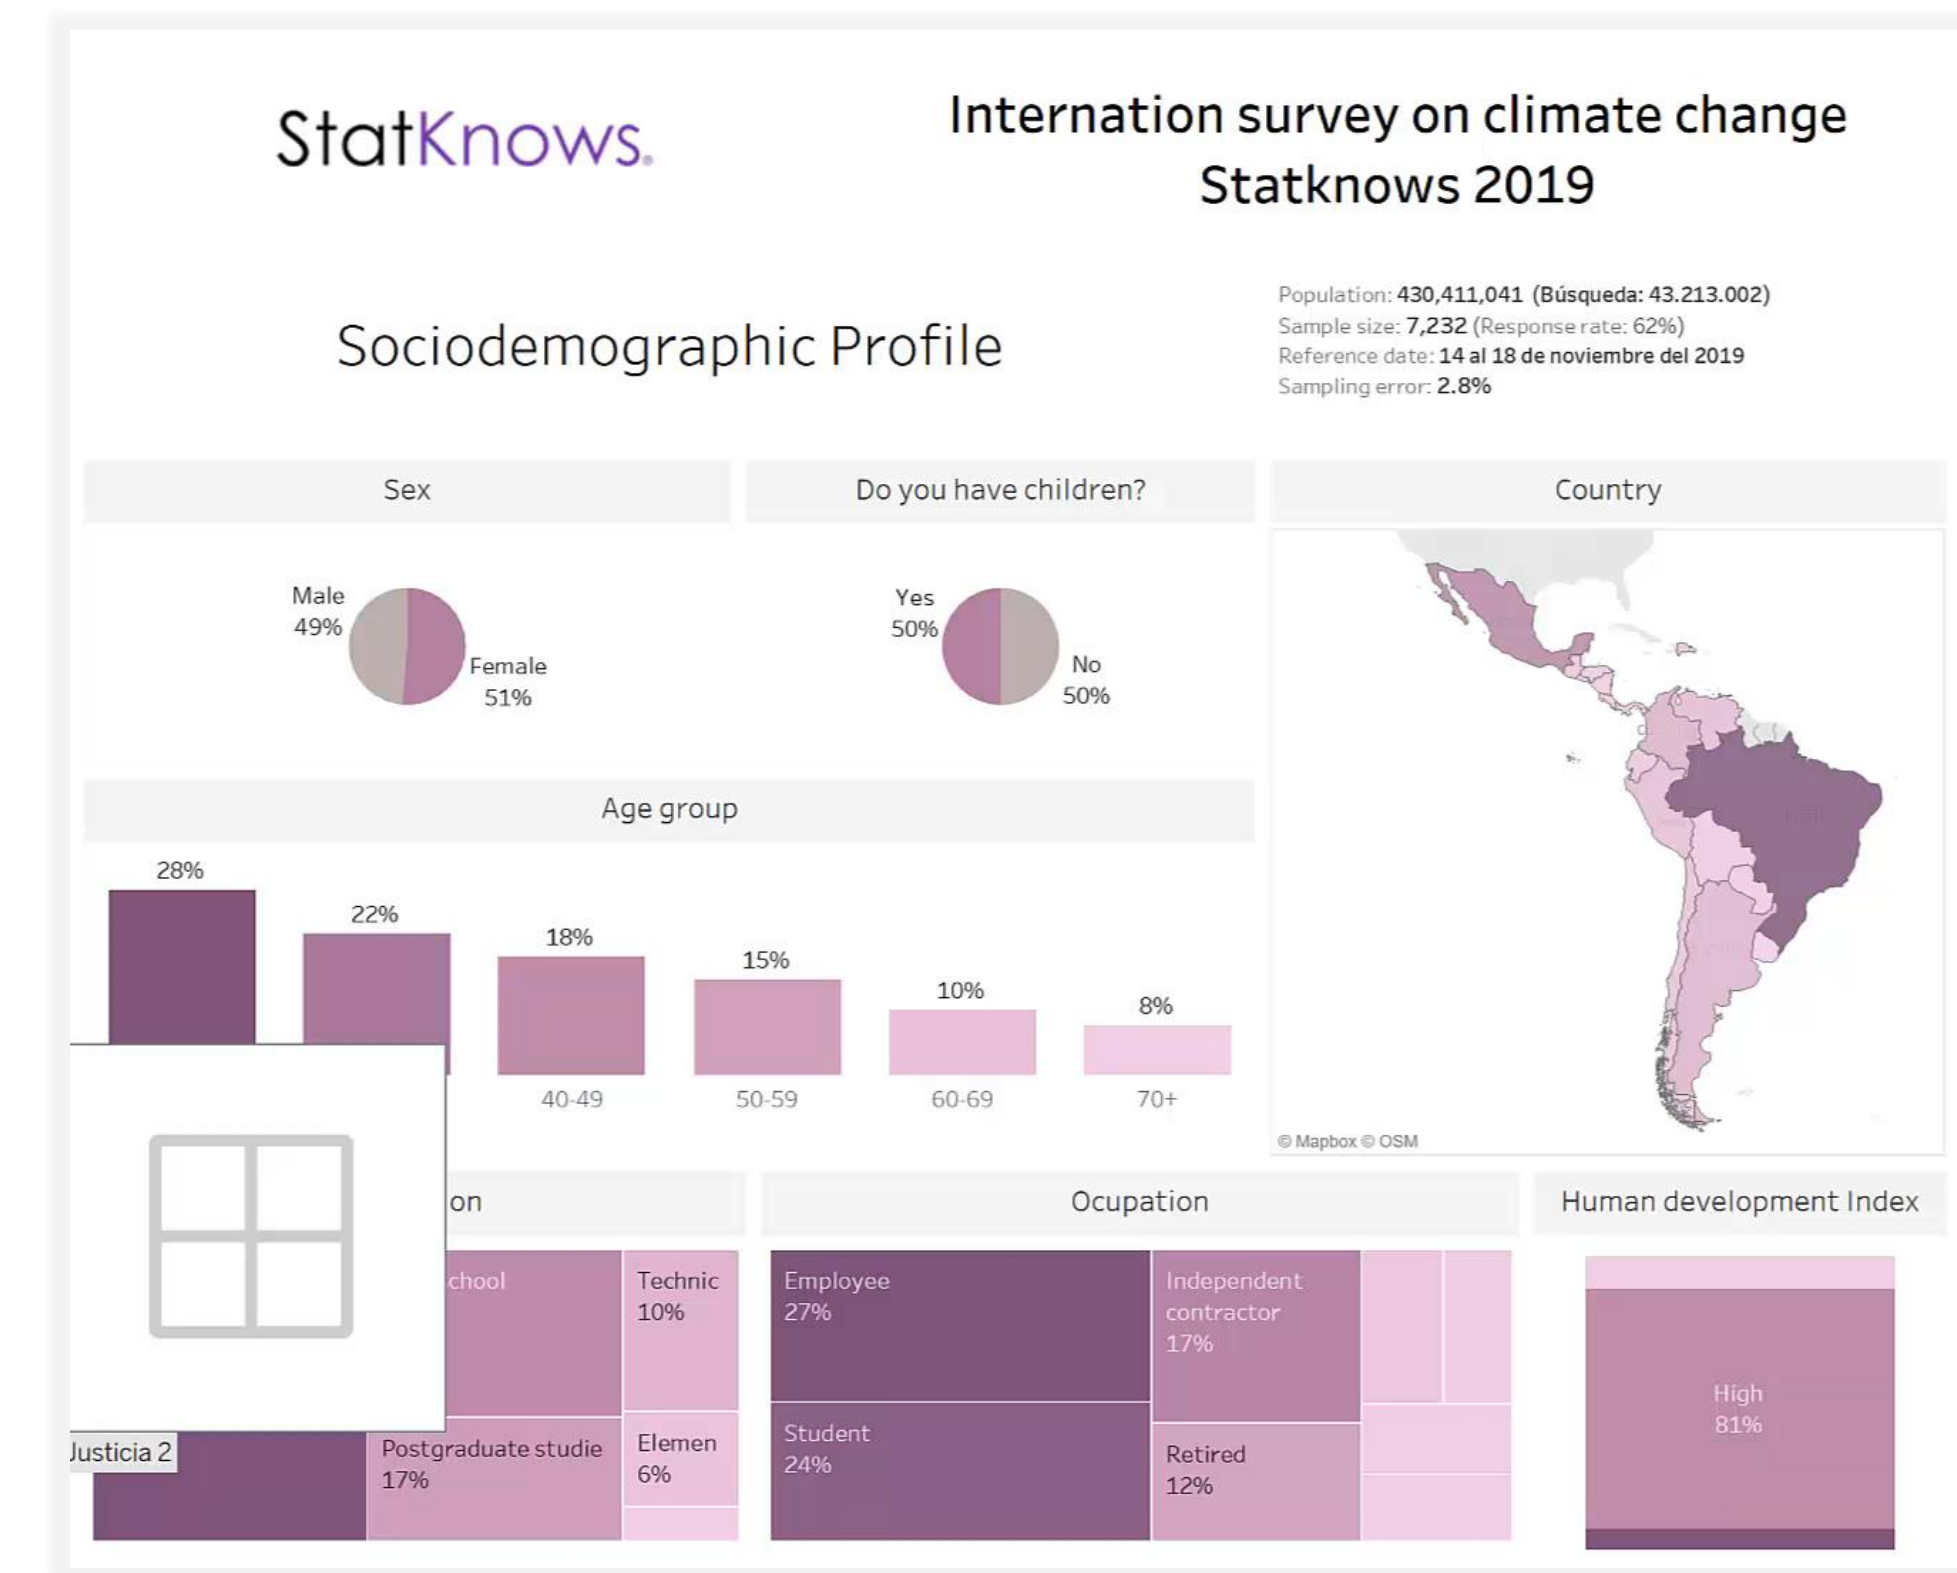 StatKnows.
Internation survey on climate change
Statknows 2019
Sociodemographic Profile
Population: 430,411,041 (Búsqueda: 43.213.002)
Sample size: 7,232 (Response rate: 62%)
Reference date: 14 al 18 de noviembre del 2019
Sampling error: 2.8%
Sex
Do you have children?
Country
Male
49%
Female
51%
Yes
50%
No
50%
Age group
28%
22%
18%
15%
10%
8%
40-49
50-59
60-69
70+
© Mapbox © OSM
on
Ocupation
Human development Index
chool
Technic
10%
Postgraduate studie
17%
Elemen
6%
Justicia 2
Employee
27%
Student
24%
Independent
contractor
17%
Retired
12%
High
81%